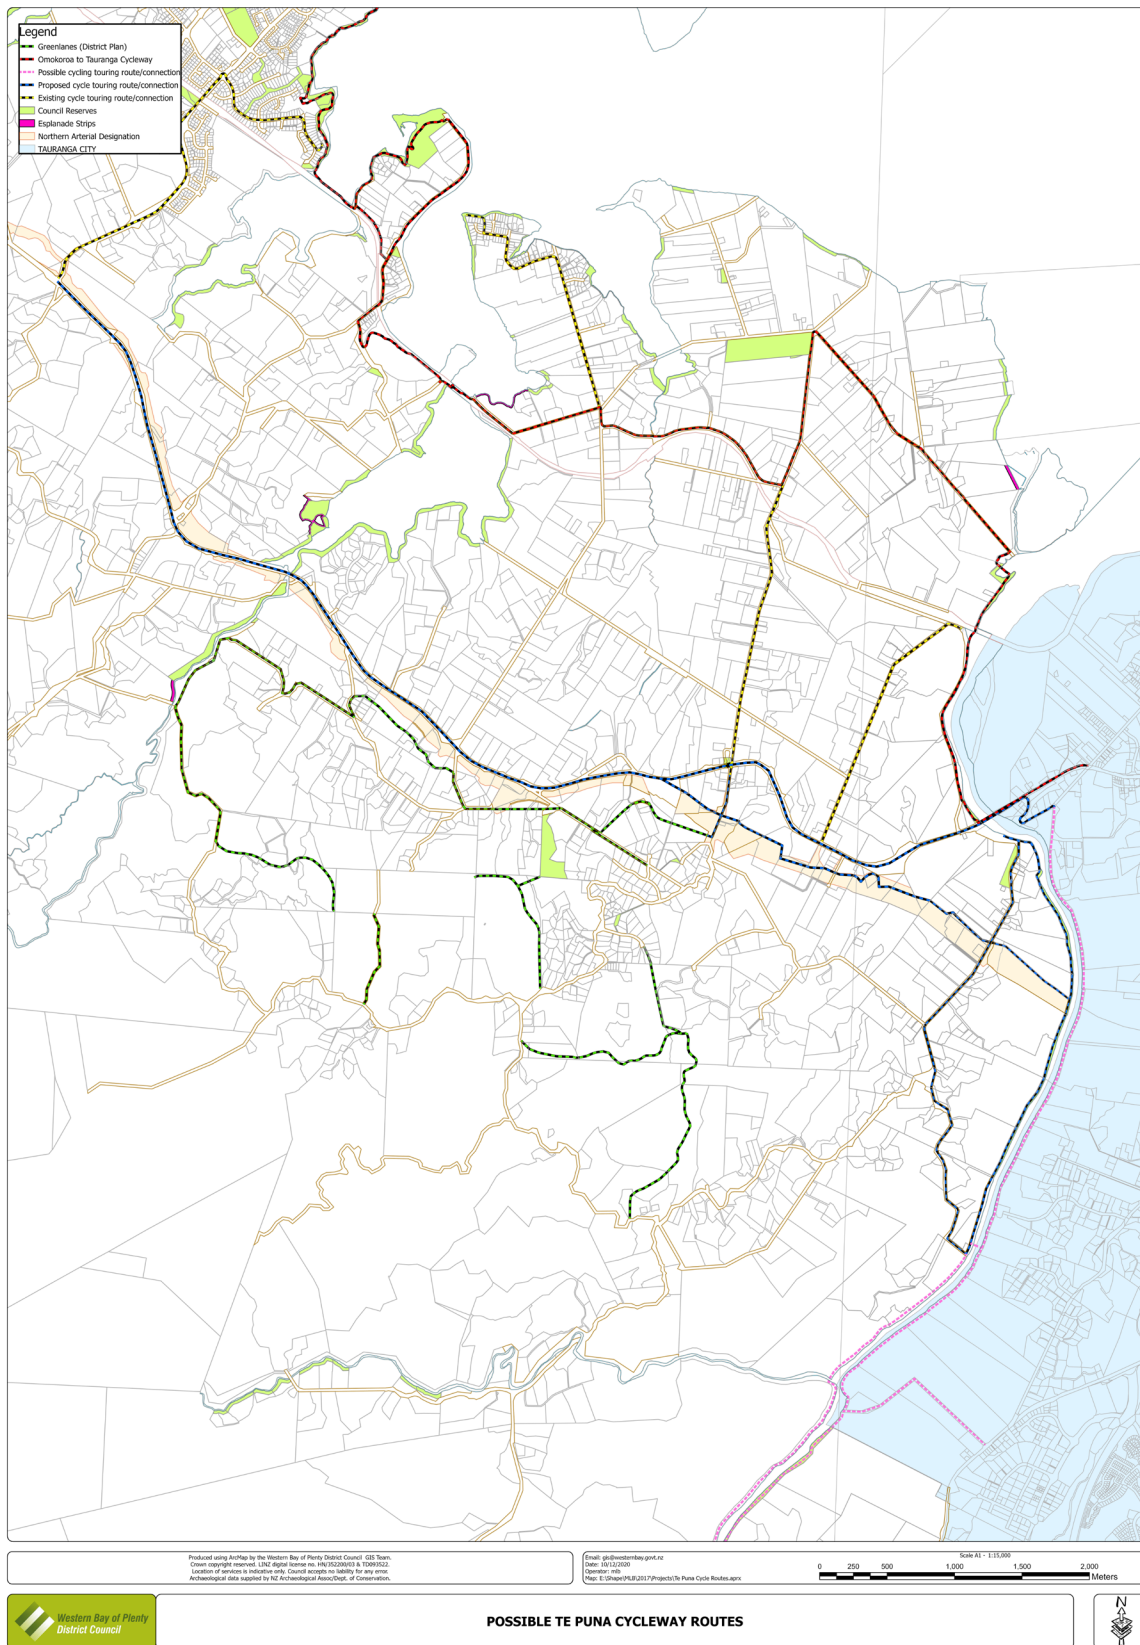 Legend
Greenlanes (District Plan)
Omokoroa to Tauranga Cycleway
Possible cycling touring route/connection
Proposed cycle touring route/connection
Existing cycle touring route/connection
Council Reserves
Esplanade Strips
Northern Arterial Designation
TAURANGA CITY
Produced using ArcMap by the Western Bay of Plenty District Council GIS Team.
Crown copyright reserved. LINZ digital license no. HN/352200/03 & TD093522.
Location of services is indicative only. Council accepts no liability for any error.
Archaeological data supplied by NZ Archaeological Assoc/Dept. of Conservation.
Email: gis@westernbay.govt.nz
Date: 10/12/2020
Operator: mlb
Map: E:\Shape\MLB\2017\Projects\Te Puna Cycle Routes.aprx
Scale A1 - 1:15,000
0 250 500 1,000 1,500 2,000
Meters
Western Bay of Plenty
District Council
POSSIBLE TE PUNA CYCLEWAY ROUTES
N